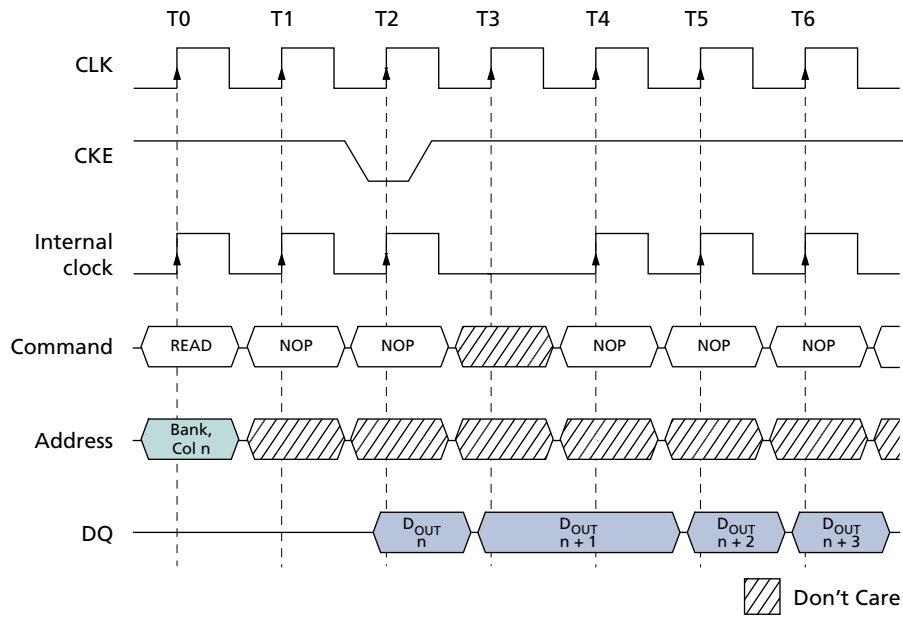 T0 T1 T2 T3 T4 T5 T6
CLK
CKE
Internal
clock
Command READ NOP NOP NOP NOP NOP
Address Bank,
Col n
DQ DOUT
n DOUT
n + 1 DOUT
n + 2 DOUT
n + 3
Don't Care